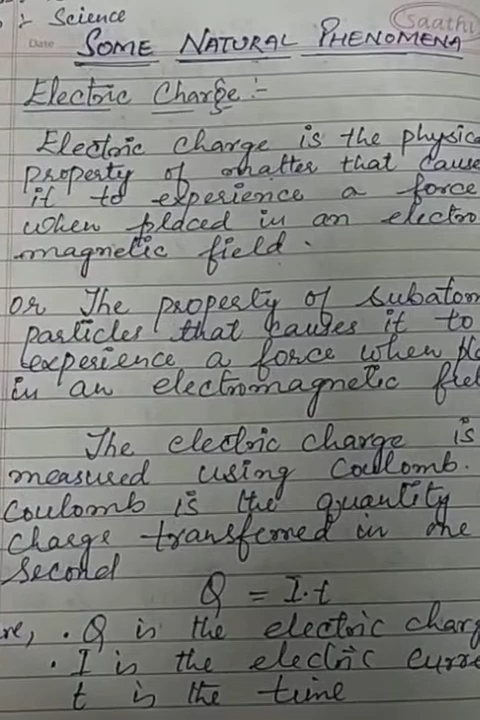 :- Science
Saathi
Date
SOME NATURAL PHENOMENA
Electric Charge :-
Electric charge is the physic
property of matter that cause
it to experience a force
when placed in an electro
magnetic field.
or The property of subatom
particles that causes it to
experience a force when pla
in an electromagnetic fiel
The electric charge is
measured using Coulomb.
Coulomb is the quantity
charge transferred in one
second
Q = I.t
re, . Q is the electric charg
. I is the electric curre
t is the time